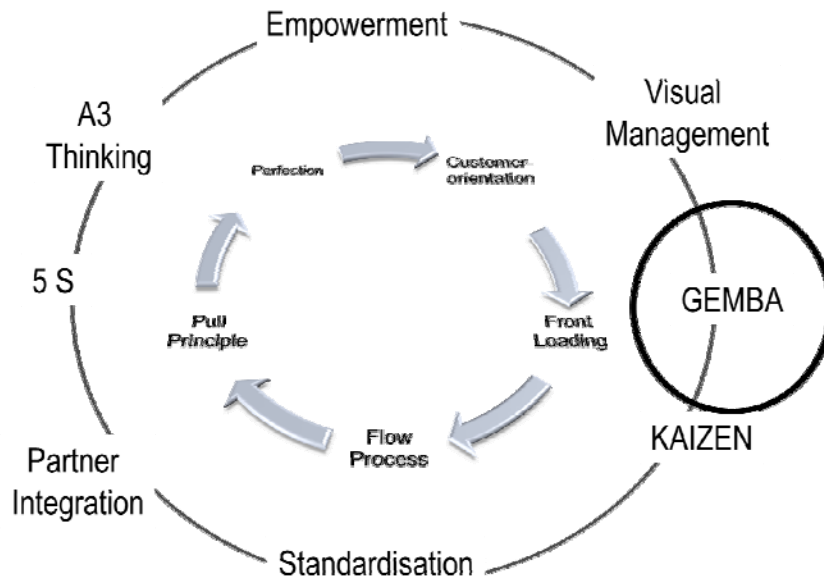 Empowerment
Visual
Management
GEMBA
KAIZEN
Standardisation
Partner
Integration
5 S
A3
Thinking
Perfection
Customer-
orientation
Front
Loading
Flow
Process
Pull
Principle